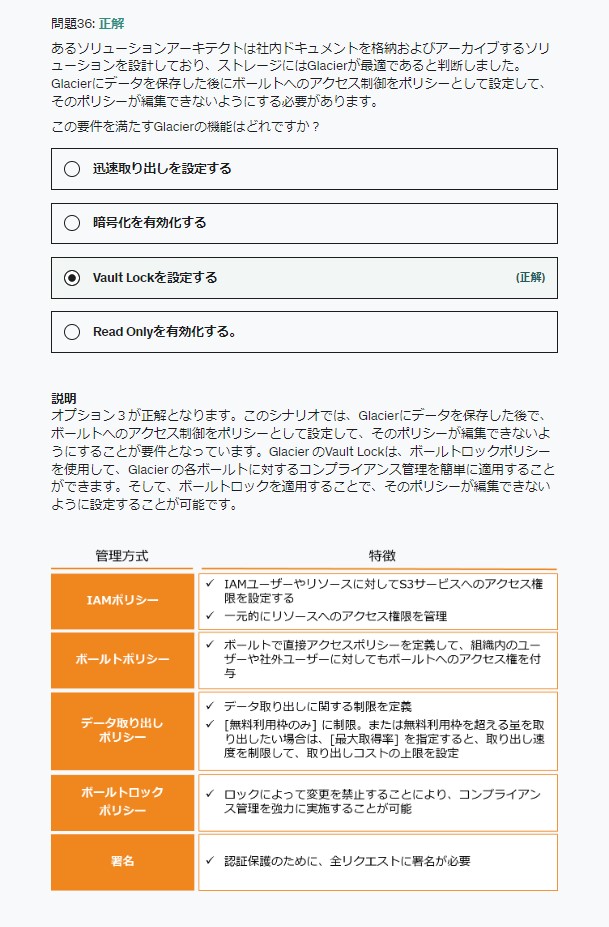 問題36: 正解
あるソリューションアーキテクトは社内ドキュメントを格納およびアーカイブするソリ
ューションを設計しており、ストレージにはGlacierが最適であると判断しました。
Glacierにデータを保存した後にボールトへのアクセス制御をポリシーとして設定して、
そのポリシーが編集できないようにする必要があります。
この要件を満たすGlacierの機能はどれですか？
迅速取り出しを設定する
暗号化を有効化する
Vault Lockを設定する (正解)
Read Onlyを有効化する。
説明
オプション３が正解となります。このシナリオでは、Glacierにデータを保存した後で、
ボールトへのアクセス制御をポリシーとして設定して、そのポリシーが編集できないよ
うにすることが要件となっています。Glacier のVault Lockは、ボールトロックポリシー
を使用して、Glacier の各ボールトに対するコンプライアンス管理を簡単に適用すること
ができます。そして、ボールトロックを適用することで、そのポリシーが編集できない
ように設定することが可能です。
管理方式 特徴
IAMポリシー
✓ IAMユーザーやリソースに対してS3サービスへのアクセス権
限を設定する
✓ 一元的にリソースへのアクセス権限を管理
ボールトポリシー
✓ ボールトで直接アクセスポリシーを定義して、組織内のユー
ザーや社外ユーザーに対してもボールトへのアクセス権を付
与
データ取り出し
ポリシー
✓ データ取り出しに関する制限を定義
✓ [無料利用枠のみ] に制限。または無料利用枠を超える量を取
り出したい場合は、[最大取得率] を指定すると、取り出し速
度を制限して、取り出しコストの上限を設定
ボールトロック
ポリシー
✓ ロックによって変更を禁止することにより、コンプライアン
ス管理を強力に実施することが可能
署名
✓ 認証保護のために、全リクエストに署名が必要